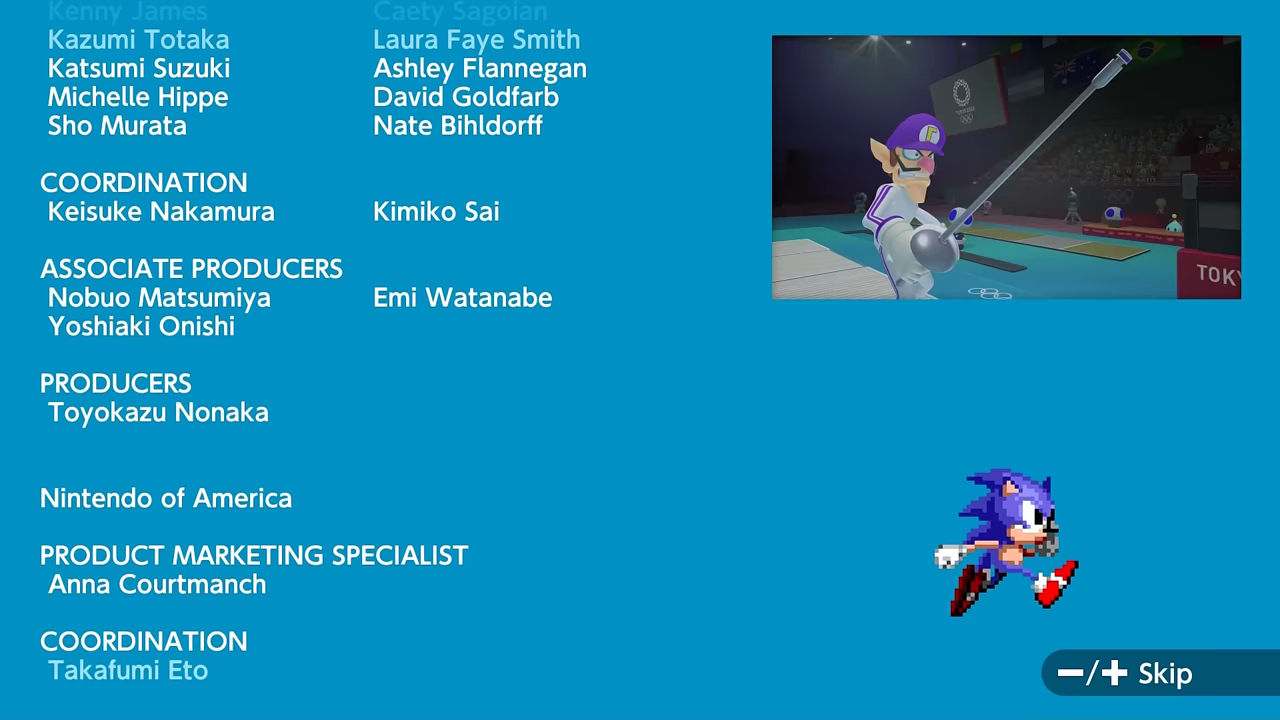 Kenny James Caety Sagoian
Kazumi Totaka Laura Faye Smith
Katsumi Suzuki Ashley Flannegan
Michelle Hippe David Goldfarb
Sho Murata Nate Bihldorff
COORDINATION
Keisuke Nakamura Kimiko Sai
ASSOCIATE PRODUCERS
Nobuo Matsumiya Emi Watanabe
Yoshiaki Onishi
PRODUCERS
Toyokazu Nonaka
Nintendo of America
PRODUCT MARKETING SPECIALIST
Anna Courtmanch
COORDINATION
Takafumi Eto
TOKY
−/+ Skip